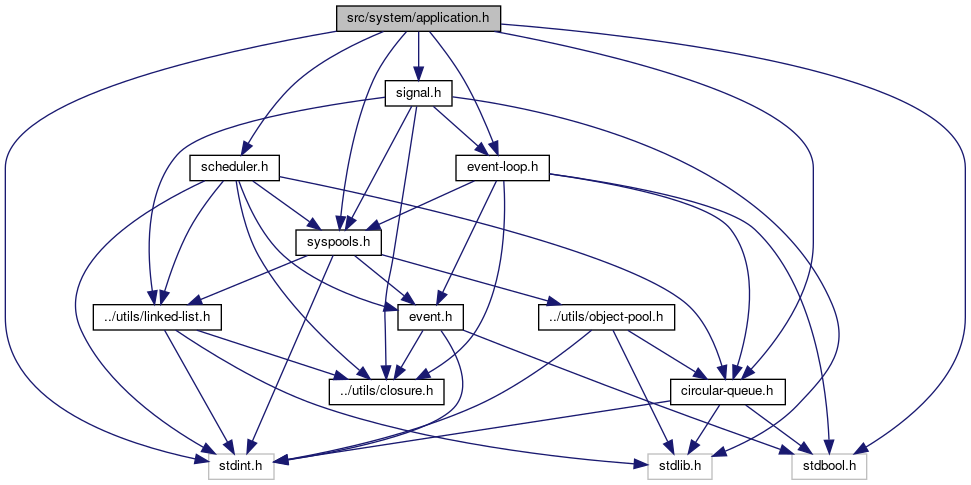 src/system/application.h
signal.h
scheduler.h
event-loop.h
syspools.h
../utils/linked-list.h
event.h
../utils/object-pool.h
../utils/closure.h
circular-queue.h
stdint.h
stdlib.h
stdbool.h